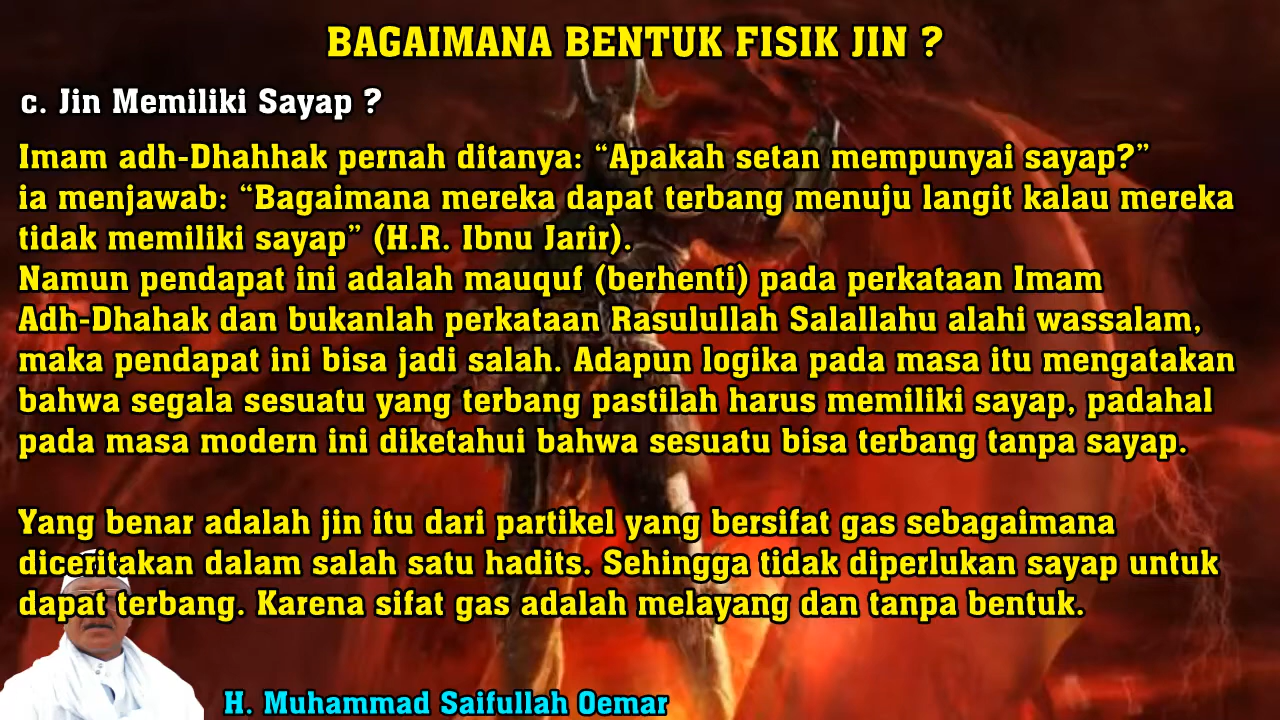 BAGAIMANA BENTUK FISIK JIN ?
c. Jin Memiliki Sayap ?
Imam adh-Dhahhak pernah ditanya: “Apakah setan mempunyai sayap?”
ia menjawab: “Bagaimana mereka dapat terbang menuju langit kalau mereka
tidak memiliki sayap” (H.R. Ibnu Jarir).
Namun pendapat ini adalah mauquf (berhenti) pada perkataan Imam
Adh-Dhahak dan bukanlah perkataan Rasulullah Salallahu alahi wassalam,
maka pendapat ini bisa jadi salah. Adapun logika pada masa itu mengatakan
bahwa segala sesuatu yang terbang pastilah harus memiliki sayap, padahal
pada masa modern ini diketahui bahwa sesuatu bisa terbang tanpa sayap.
Yang benar adalah jin itu dari partikel yang bersifat gas sebagaimana
diceritakan dalam salah satu hadits. Sehingga tidak diperlukan sayap untuk
dapat terbang. Karena sifat gas adalah melayang dan tanpa bentuk.
H. Muhammad Saifullah Oemar